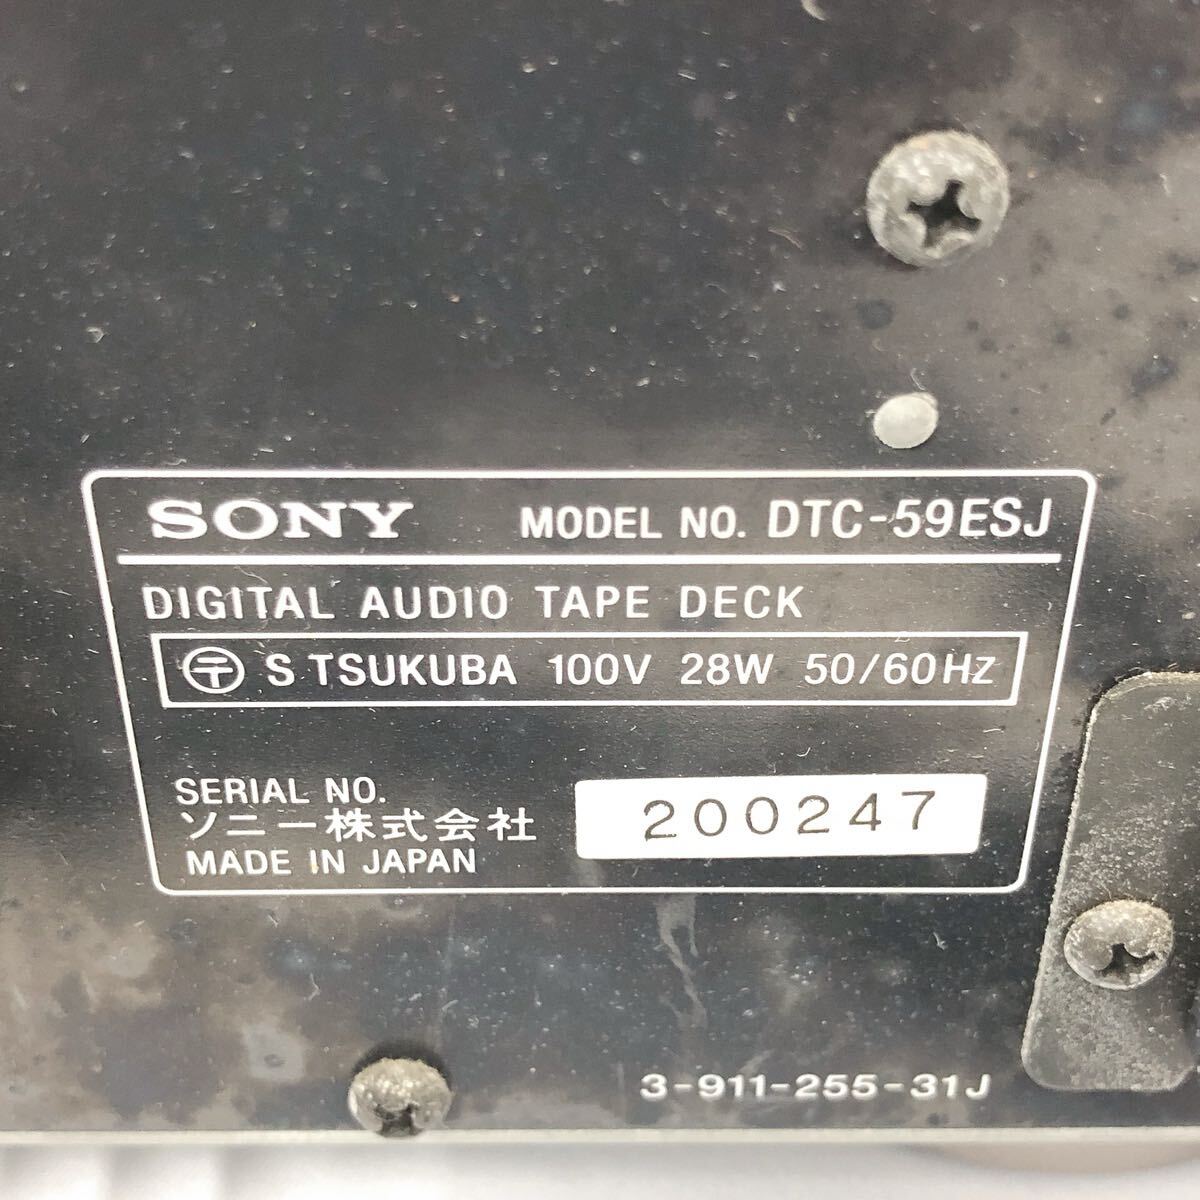 SONY MODEL NO. DTC-59ESJ
DIGITAL AUDIO TAPE DECK
〶 S TSUKUBA 100V 28W 50/60Hz
SERIAL NO. 200247
ソニー株式会社
MADE IN JAPAN
3-911-255-31J